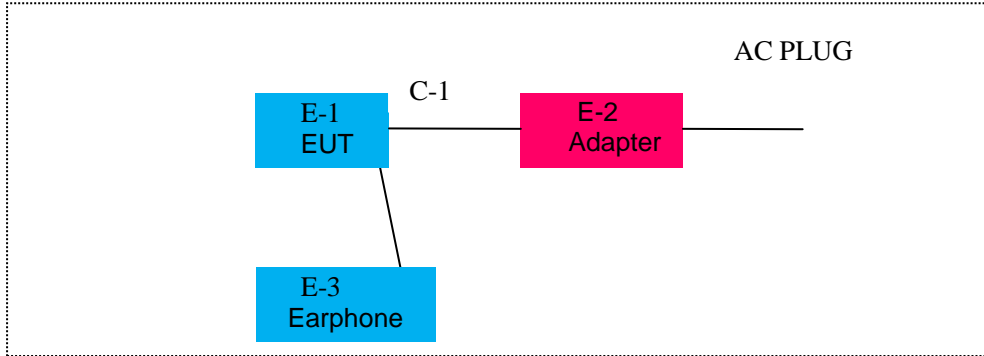 AC PLUG
C-1
E-1
EUT
E-2
Adapter
E-3
Earphone